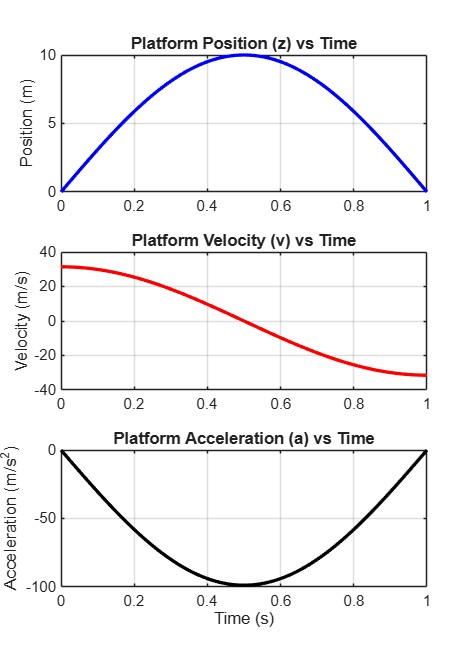 Platform Position (z) vs Time
Position (m)
10
5
0
0 0.2 0.4 0.6 0.8 1
Platform Velocity (v) vs Time
Velocity (m/s)
40
20
0
-20
-40
0 0.2 0.4 0.6 0.8 1
Platform Acceleration (a) vs Time
Acceleration (m/s²)
0
-50
-100
0 0.2 0.4 0.6 0.8 1
Time (s)